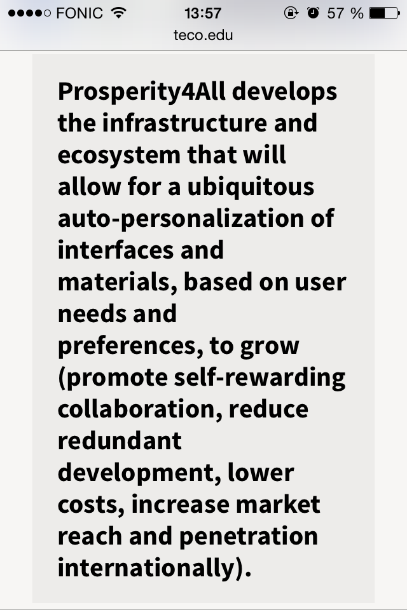 FONIC 13:57 57 %
teco.edu
Prosperity4All develops
the infrastructure and
ecosystem that will
allow for a ubiquitous
auto-personalization of
interfaces and
materials, based on user
needs and
preferences, to grow
(promote self-rewarding
collaboration, reduce
redundant
development, lower
costs, increase market
reach and penetration
internationally).